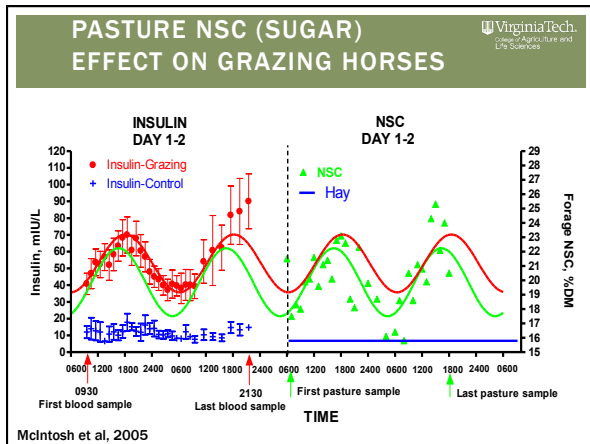 PASTURE NSC (SUGAR)
EFFECT ON GRAZING HORSES
VirginiaTech
College of Agriculture and
Life Sciences
INSULIN
DAY 1-2
NSC
DAY 1-2
Insulin-Grazing
Insulin-Control
NSC
Hay
Insulin, mIU/L
120
110
100
90
80
70
60
50
40
30
20
10
0
Forage NSC, %DM
29
28
27
26
25
24
23
22
21
20
19
18
17
16
15
0600 1200 1800 2400 0600 1200 1800 2400 0600 1200 1800 2400 0600 1200 1800 2400 0600
0930
First blood sample
2130
Last blood sample
First pasture sample
Last pasture sample
TIME
McIntosh et al, 2005